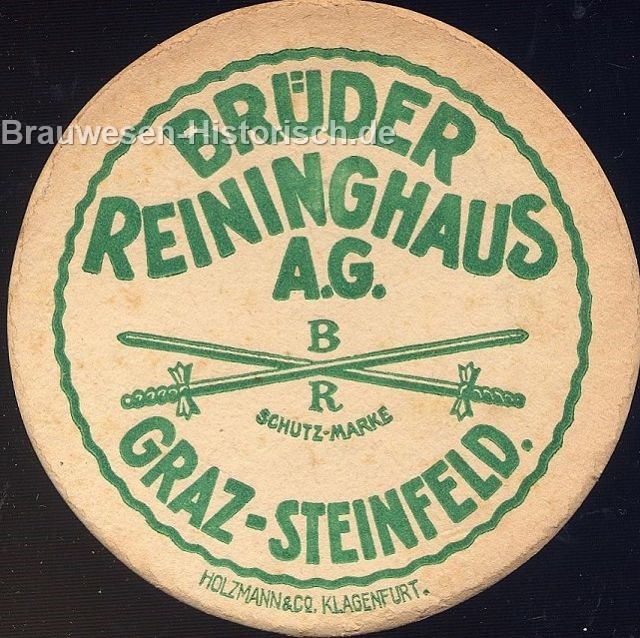 BRÜDER
Brauwesen-Historisch.de
REININGHAUS
A.G.
B
R
SCHUTZ-MARKE
GRAZ-STEINFELD.
HOLZMANN & CO. KLAGENFURT.